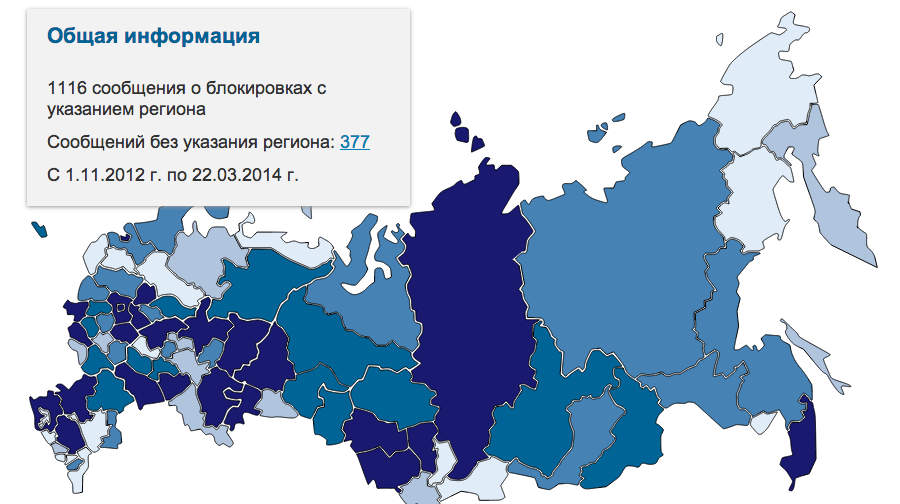 Общая информация
1116 сообщения о блокировках с
указанием региона
Сообщений без указания региона: 377
С 1.11.2012 г. по 22.03.2014 г.